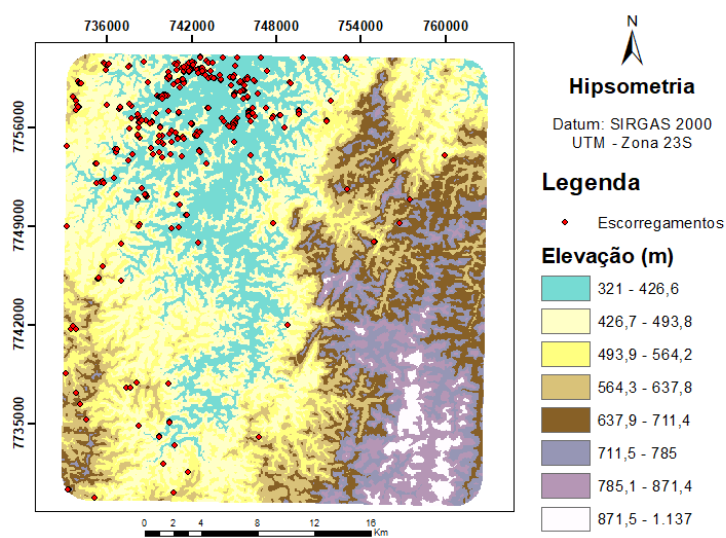 736000 742000 748000 754000 760000
7756000
7749000
7742000
7735000
0 2 4 8 12 16
Km
N
Hipsometria
Datum: SIRGAS 2000
UTM - Zona 23S
Legenda
Escorregamentos
Elevação (m)
321 - 426,6
426,7 - 493,8
493,9 - 564,2
564,3 - 637,8
637,9 - 711,4
711,5 - 785
785,1 - 871,4
871,5 - 1.137